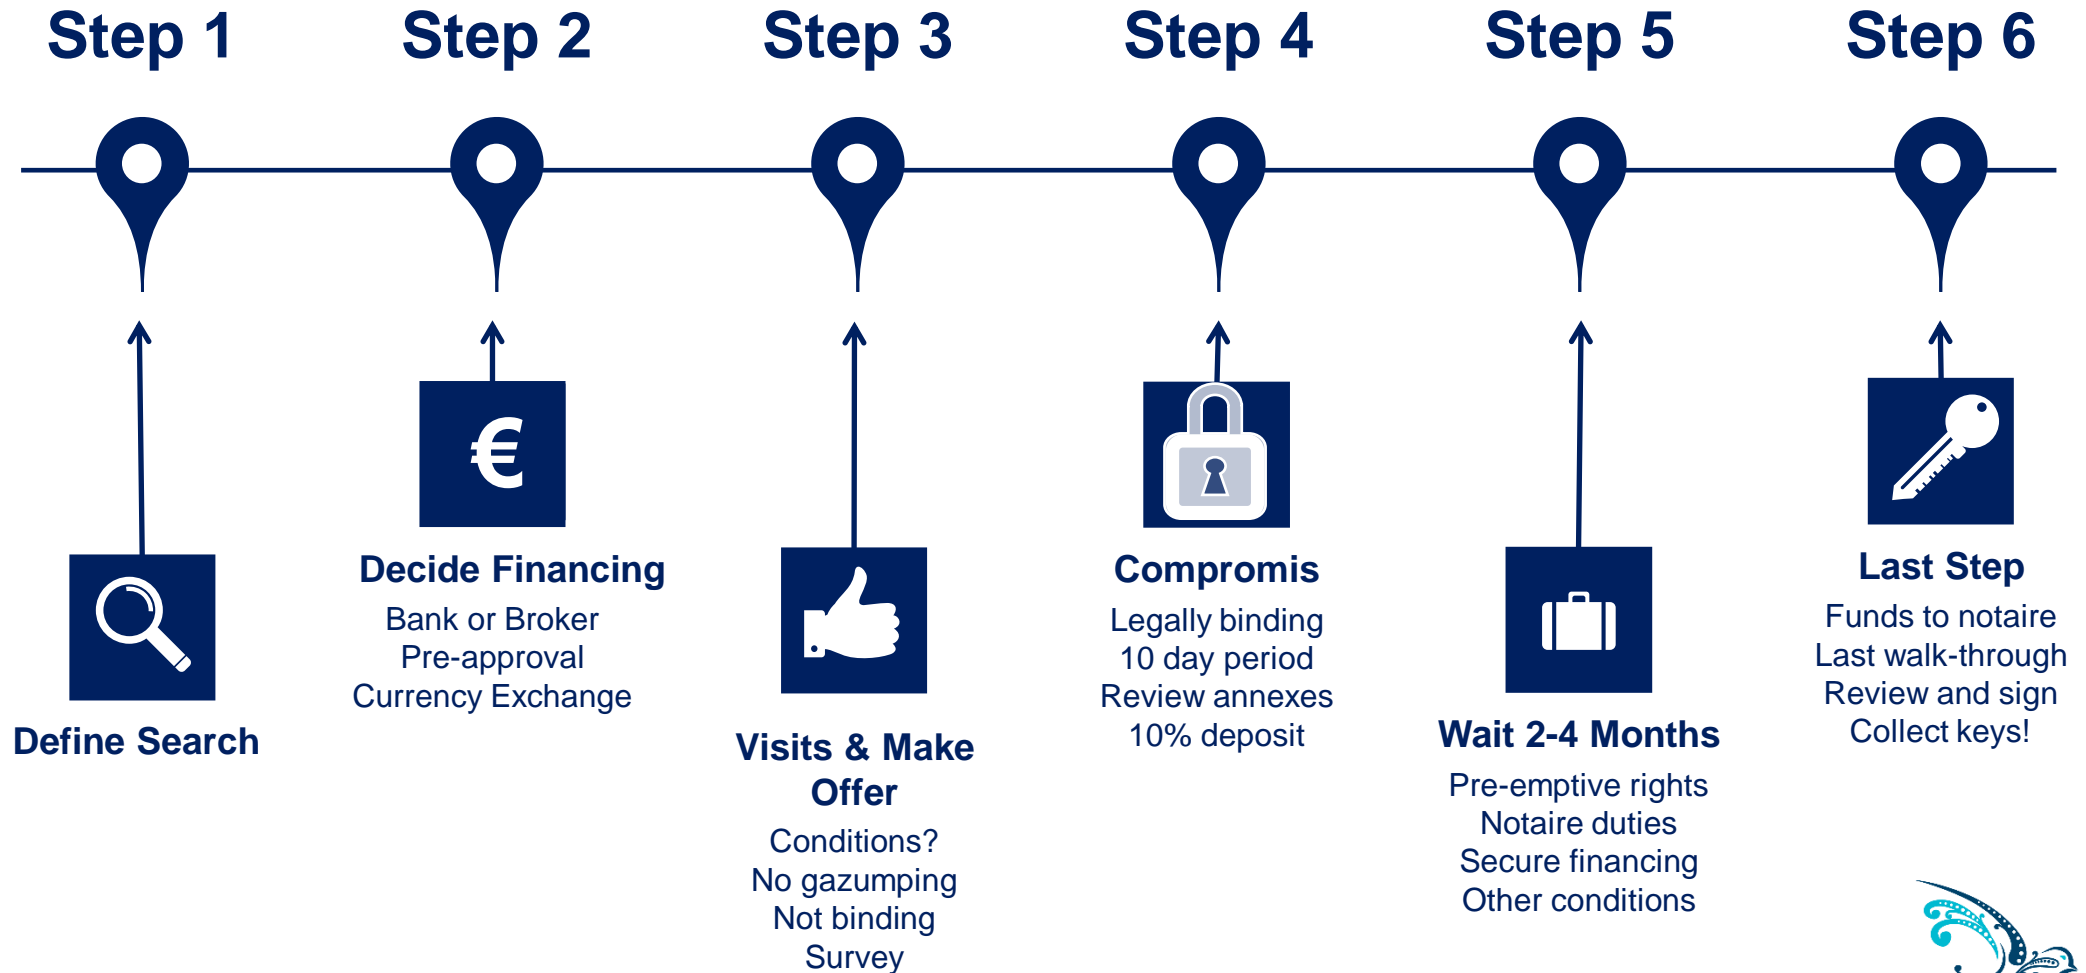 Step 1
Step 2
Step 3
Step 4
Step 5
Step 6
Define Search
€
Decide Financing
Bank or Broker
Pre-approval
Currency Exchange
Visits & Make
Offer
Conditions?
No gazumping
Not binding
Survey
Compromis
Legally binding
10 day period
Review annexes
10% deposit
Wait 2-4 Months
Pre-emptive rights
Notaire duties
Secure financing
Other conditions
Last Step
Funds to notaire
Last walk-through
Review and sign
Collect keys!